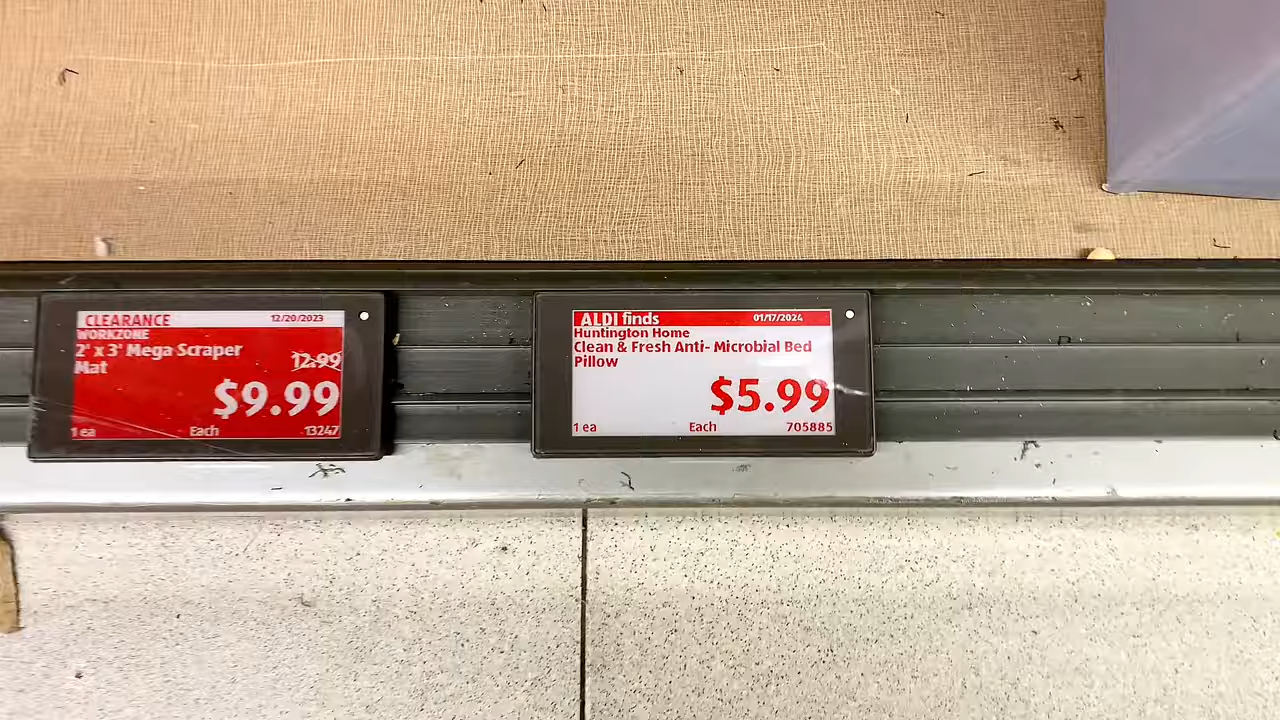 CLEARANCE 12/20/2023
WORKZONE
2' x 3' Mega Scraper
Mat
12.99
$9.99
1 ea Each 13247
ALDI finds 01/17/2024
Huntington Home
Clean & Fresh Anti- Microbial Bed
Pillow
$5.99
1 ea Each 705885